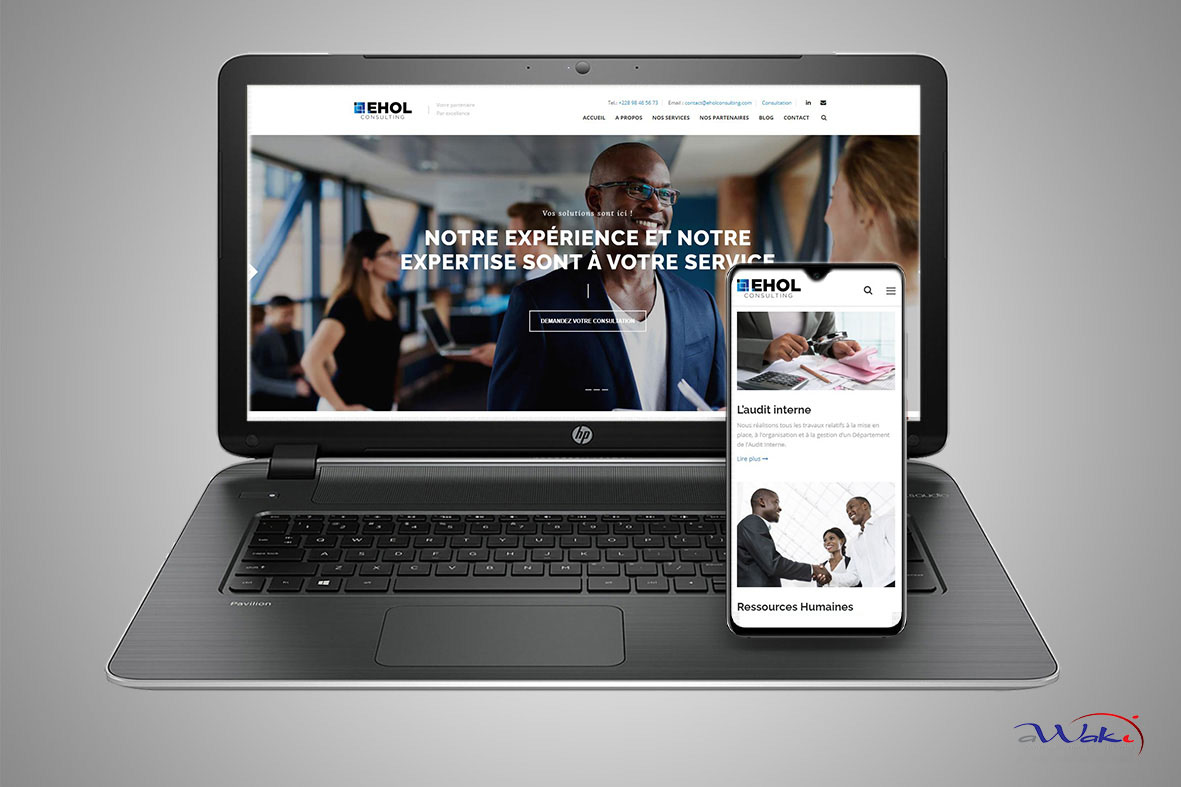 EHOL
CONSULTING
Votre partenaire
Par excellence
Tel.: +228 98 46 56 73
Email : contact@eholconsulting.com
Consultation
in
ACCUEIL A PROPOS NOS SERVICES NOS PARTENAIRES BLOG CONTACT
Vos solutions sont ici !
NOTRE EXPÉRIENCE ET NOTRE
EXPERTISE SONT À VOTRE SERVICE
DEMANDEZ VOTRE CONSULTATION
hp
EHOL
CONSULTING
L'audit interne
Nous réalisons tous les travaux relatifs à la mise en
place, à l'organisation et à la gestion d'un Département
de l'Audit Interne.
Lire plus
Ressources Humaines
Q W E R T Y U I O P
caps lock A S D F G H J K L
Z X C V B N M
Pavilion
aWaki